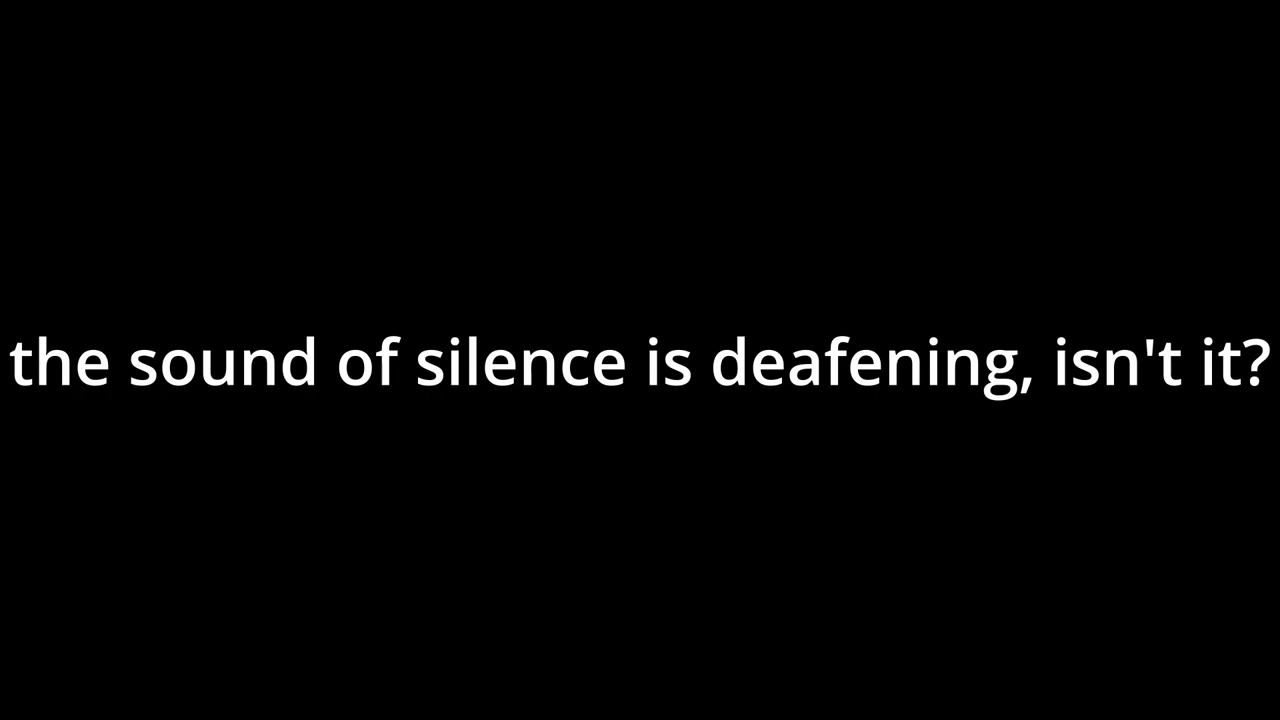 the sound of silence is deafening, isn't it?